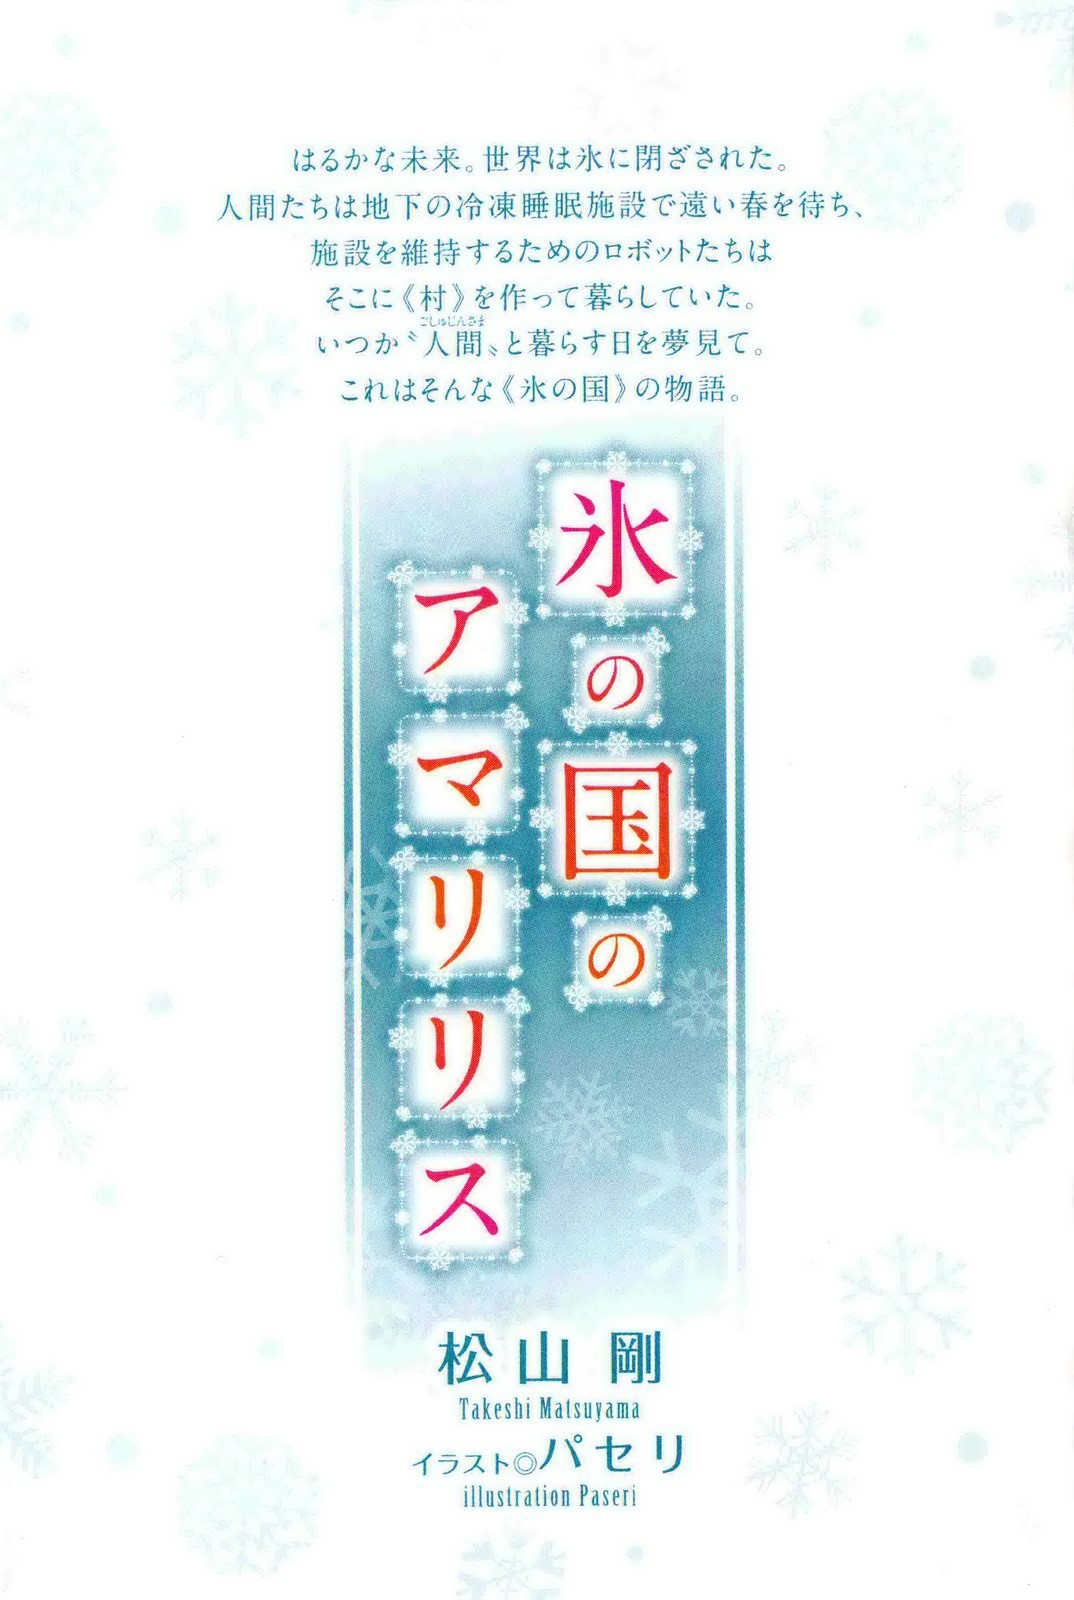 はるかな未来。世界は氷に閉ざされた。
人間たちは地下の冷凍睡眠施設で遠い春を待ち、
施設を維持するためのロボットたちは
そこに《村》を作って暮らしていた。
ごしゅじんさま
いつか〝人間〟と暮らす日を夢見て。
これはそんな《氷の国》の物語。
氷の国の
アマリリス
松山 剛
Takeshi Matsuyama
イラスト◎パセリ
illustration Paseri